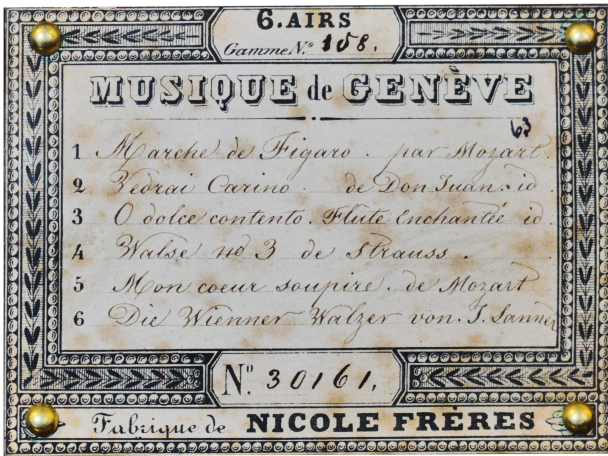 6.AIRS
Gamme N.º 158.
MUSIQUE de GENÈVE
63
1 Marche de Figaro. par Mozart.
2 Vedrai Carino. de Don Juan. id
3 O dolce contento. Flute Enchantée id
4 Walse no 3 de Strauss.
5 Mon coeur soupire. de Mozart
6 Die Wienner Walzer von. J. Lanner
Nº. 30161,
Fabrique de NICOLE FRÈRES